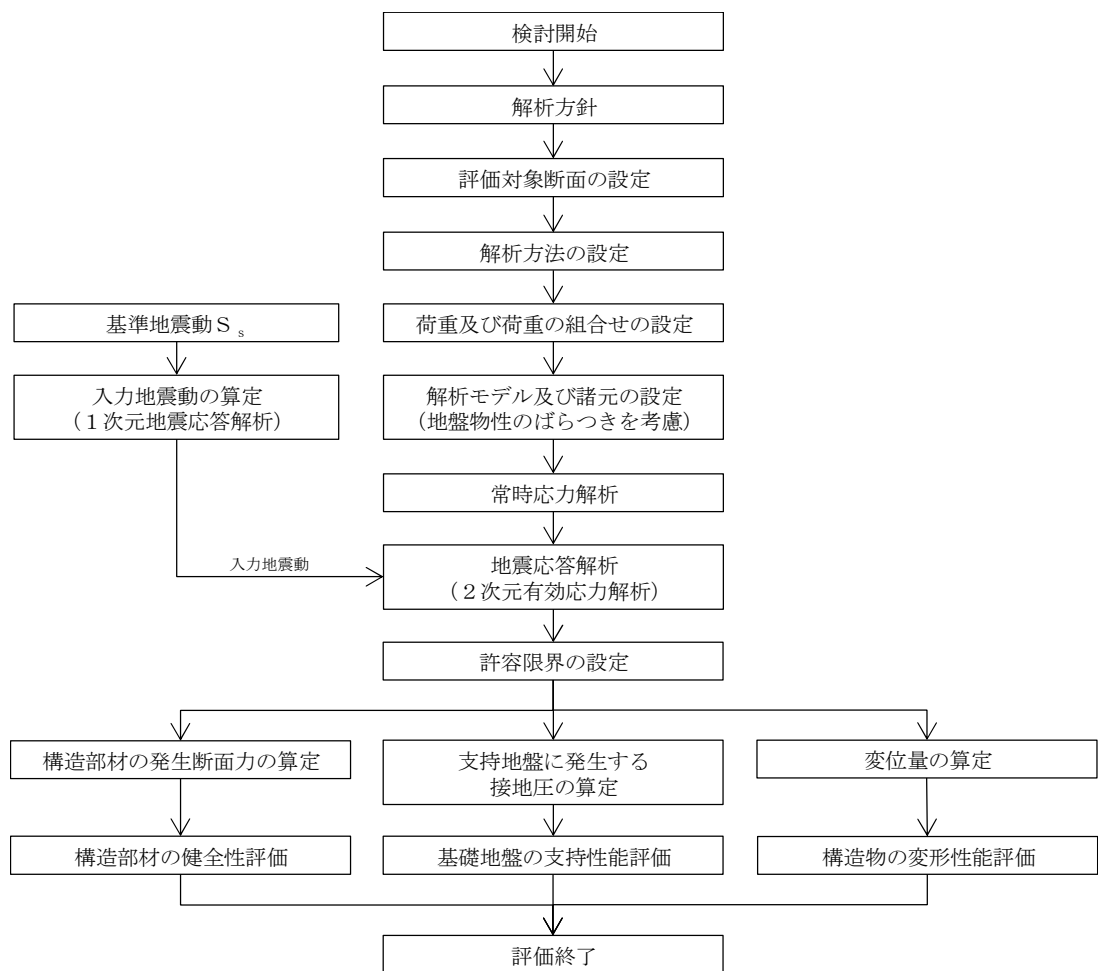 検討開始
解析方針
評価対象断面の設定
解析方法の設定
基準地震動Ｓs
荷重及び荷重の組合せの設定
入力地震動の算定
（１次元地震応答解析）
解析モデル及び諸元の設定
（地盤物性のばらつきを考慮）
常時応力解析
入力地震動
地震応答解析
（２次元有効応力解析）
許容限界の設定
構造部材の発生断面力の算定
支持地盤に発生する
接地圧の算定
変位量の算定
構造部材の健全性評価
基礎地盤の支持性能評価
構造物の変形性能評価
評価終了